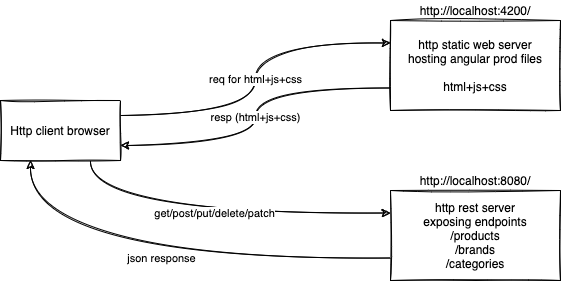 http://localhost:4200/
http static web server
hosting angular prod files
html+js+css
req for html+js+css
resp (html+js+css)
Http client browser
http://localhost:8080/
http rest server
exposing endpoints
/products
/brands
/categories
get/post/put/delete/patch
json response